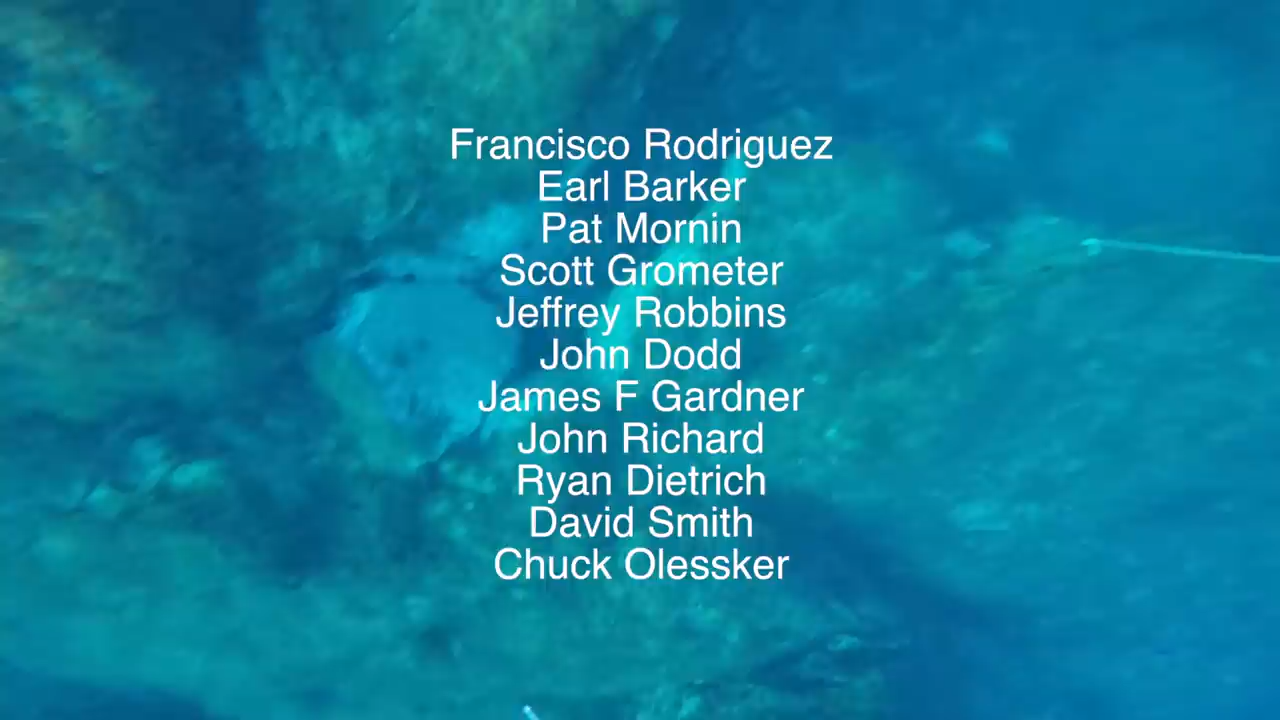 Francisco Rodriguez
Earl Barker
Pat Mornin
Scott Grometer
Jeffrey Robbins
John Dodd
James F Gardner
John Richard
Ryan Dietrich
David Smith
Chuck Olessker